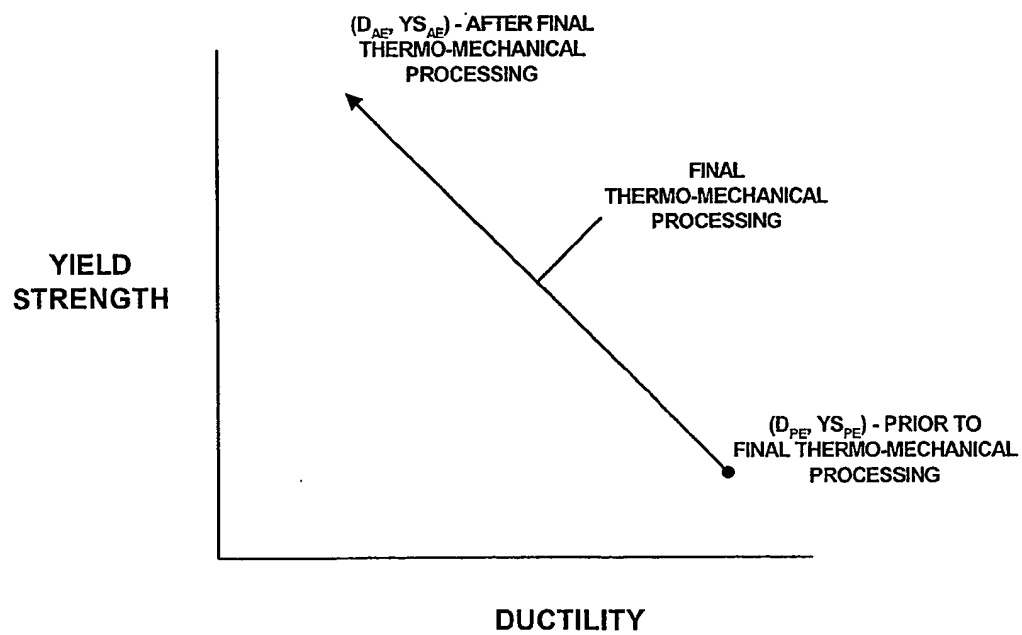 (D_AE, YS_AE) - AFTER FINAL
THERMO-MECHANICAL
PROCESSING
FINAL
THERMO-MECHANICAL
PROCESSING
YIELD
STRENGTH
(D_PE, YS_PE) - PRIOR TO
FINAL THERMO-MECHANICAL
PROCESSING
DUCTILITY